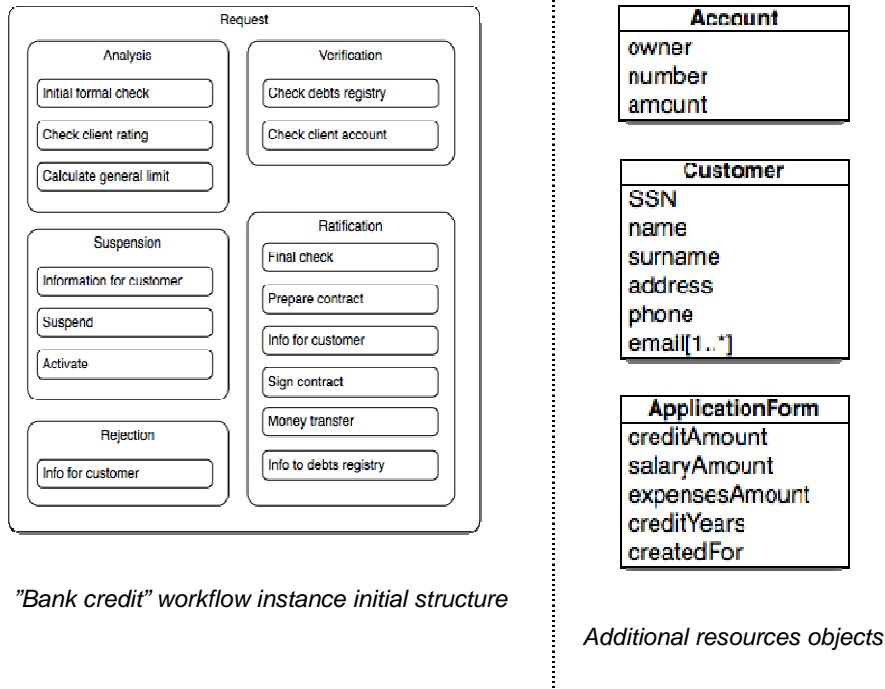 Request
Analysis
Initial formal check
Check client rating
Calculate general limit
Verification
Check debts registry
Check client account
Suspension
Information for customer
Suspend
Activate
Ratification
Final check
Prepare contract
Info for customer
Sign contract
Money transfer
Info to debts registry
Rejection
Info for customer
"Bank credit" workflow instance initial structure
Account
owner
number
amount
Customer
SSN
name
surname
address
phone
email[1..*]
ApplicationForm
creditAmount
salaryAmount
expensesAmount
creditYears
createdFor
Additional resources objects